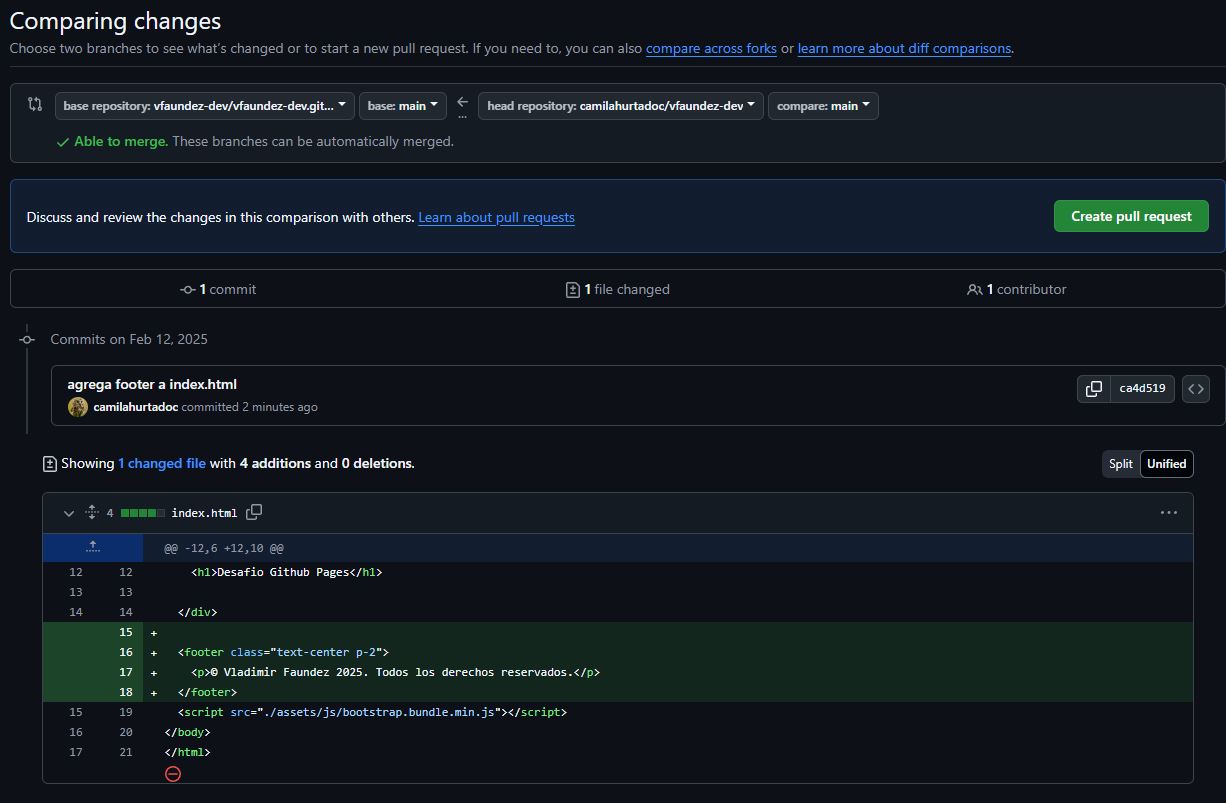 Comparing changes
Choose two branches to see what's changed or to start a new pull request. If you need to, you can also compare across forks or learn more about diff comparisons.
base repository: vfaundez-dev/vfaundez-dev.git... base: main ... head repository: camilahurtadoc/vfaundez-dev compare: main
Able to merge. These branches can be automatically merged.
Discuss and review the changes in this comparison with others. Learn about pull requests Create pull request
1 commit 1 file changed 1 contributor
Commits on Feb 12, 2025
agrega footer a index.html
camilahurtadoc committed 2 minutes ago ca4d519
Showing 1 changed file with 4 additions and 0 deletions. Split Unified
4 index.html
@@ -12,6 +12,10 @@
12 12 <h1>Desafio Github Pages</h1>
13 13
14 14 </div>
15 +
16 + <footer class="text-center p-2">
17 + <p>© Vladimir Faundez 2025. Todos los derechos reservados.</p>
18 + </footer>
15 19 <script src="./assets/js/bootstrap.bundle.min.js"></script>
16 20 </body>
17 21 </html>